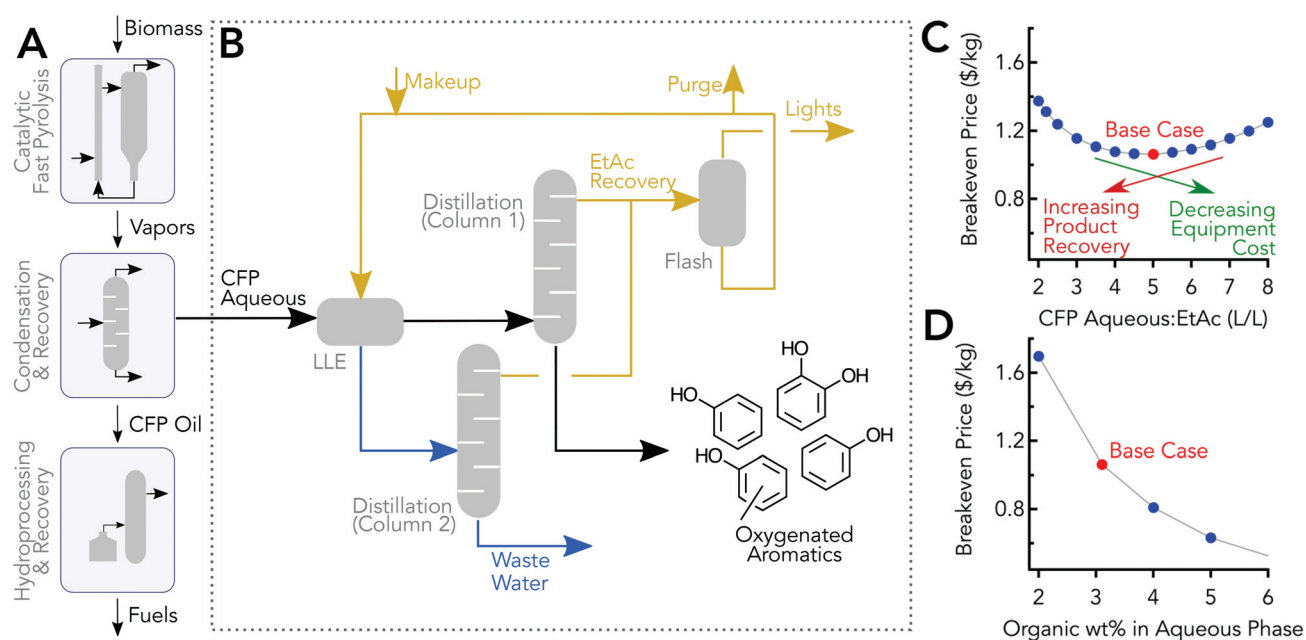 A
Biomass
Catalytic
Fast Pyrolysis
Vapors
Condensation
& Recovery
CFP Oil
Hydroprocessing
& Recovery
Fuels
B
CFP
Aqueous
Makeup
Purge
Lights
EtAc
Recovery
Distillation
(Column 1)
Flash
LLE
Distillation
(Column 2)
Waste
Water
HO
HO
OH
HO
OH
Oxygenated
Aromatics
C
Breakeven Price ($/kg)
1.6
1.2
0.8
Base Case
Increasing
Product
Recovery
Decreasing
Equipment
Cost
2 3 4 5 6 7 8
CFP Aqueous:EtAc (L/L)
D
Breakeven Price ($/kg)
1.6
1.2
0.8
Base Case
2 3 4 5 6
Organic wt% in Aqueous Phase